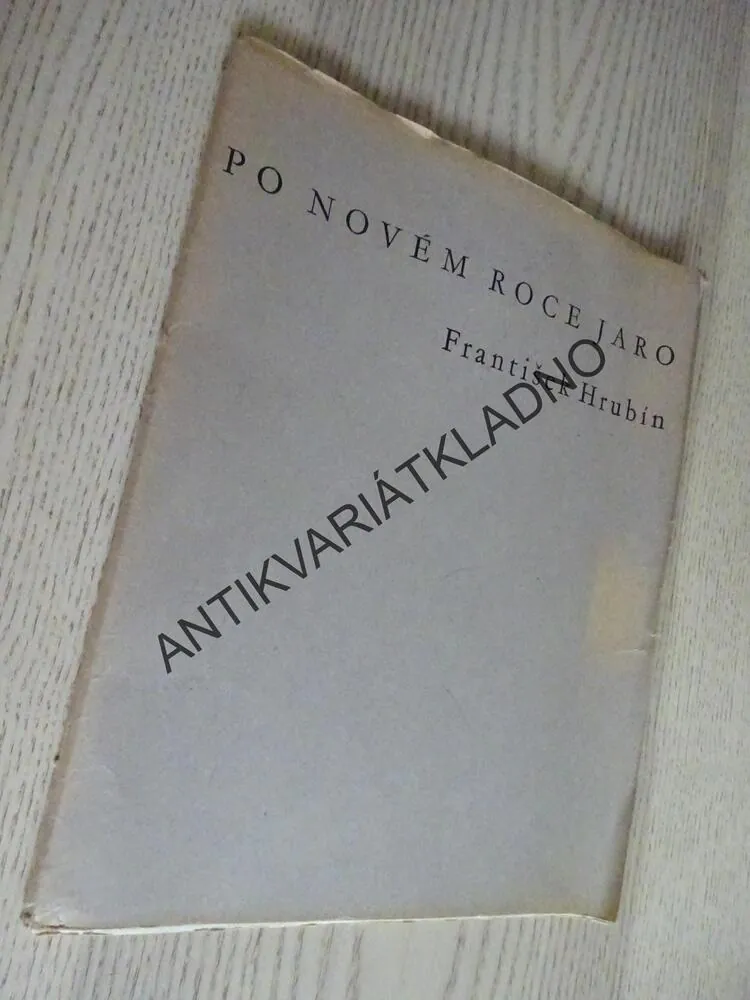 PO NOVÉM ROCE JARO
František Hrubín
ANTIKVARIÁTKLADNO